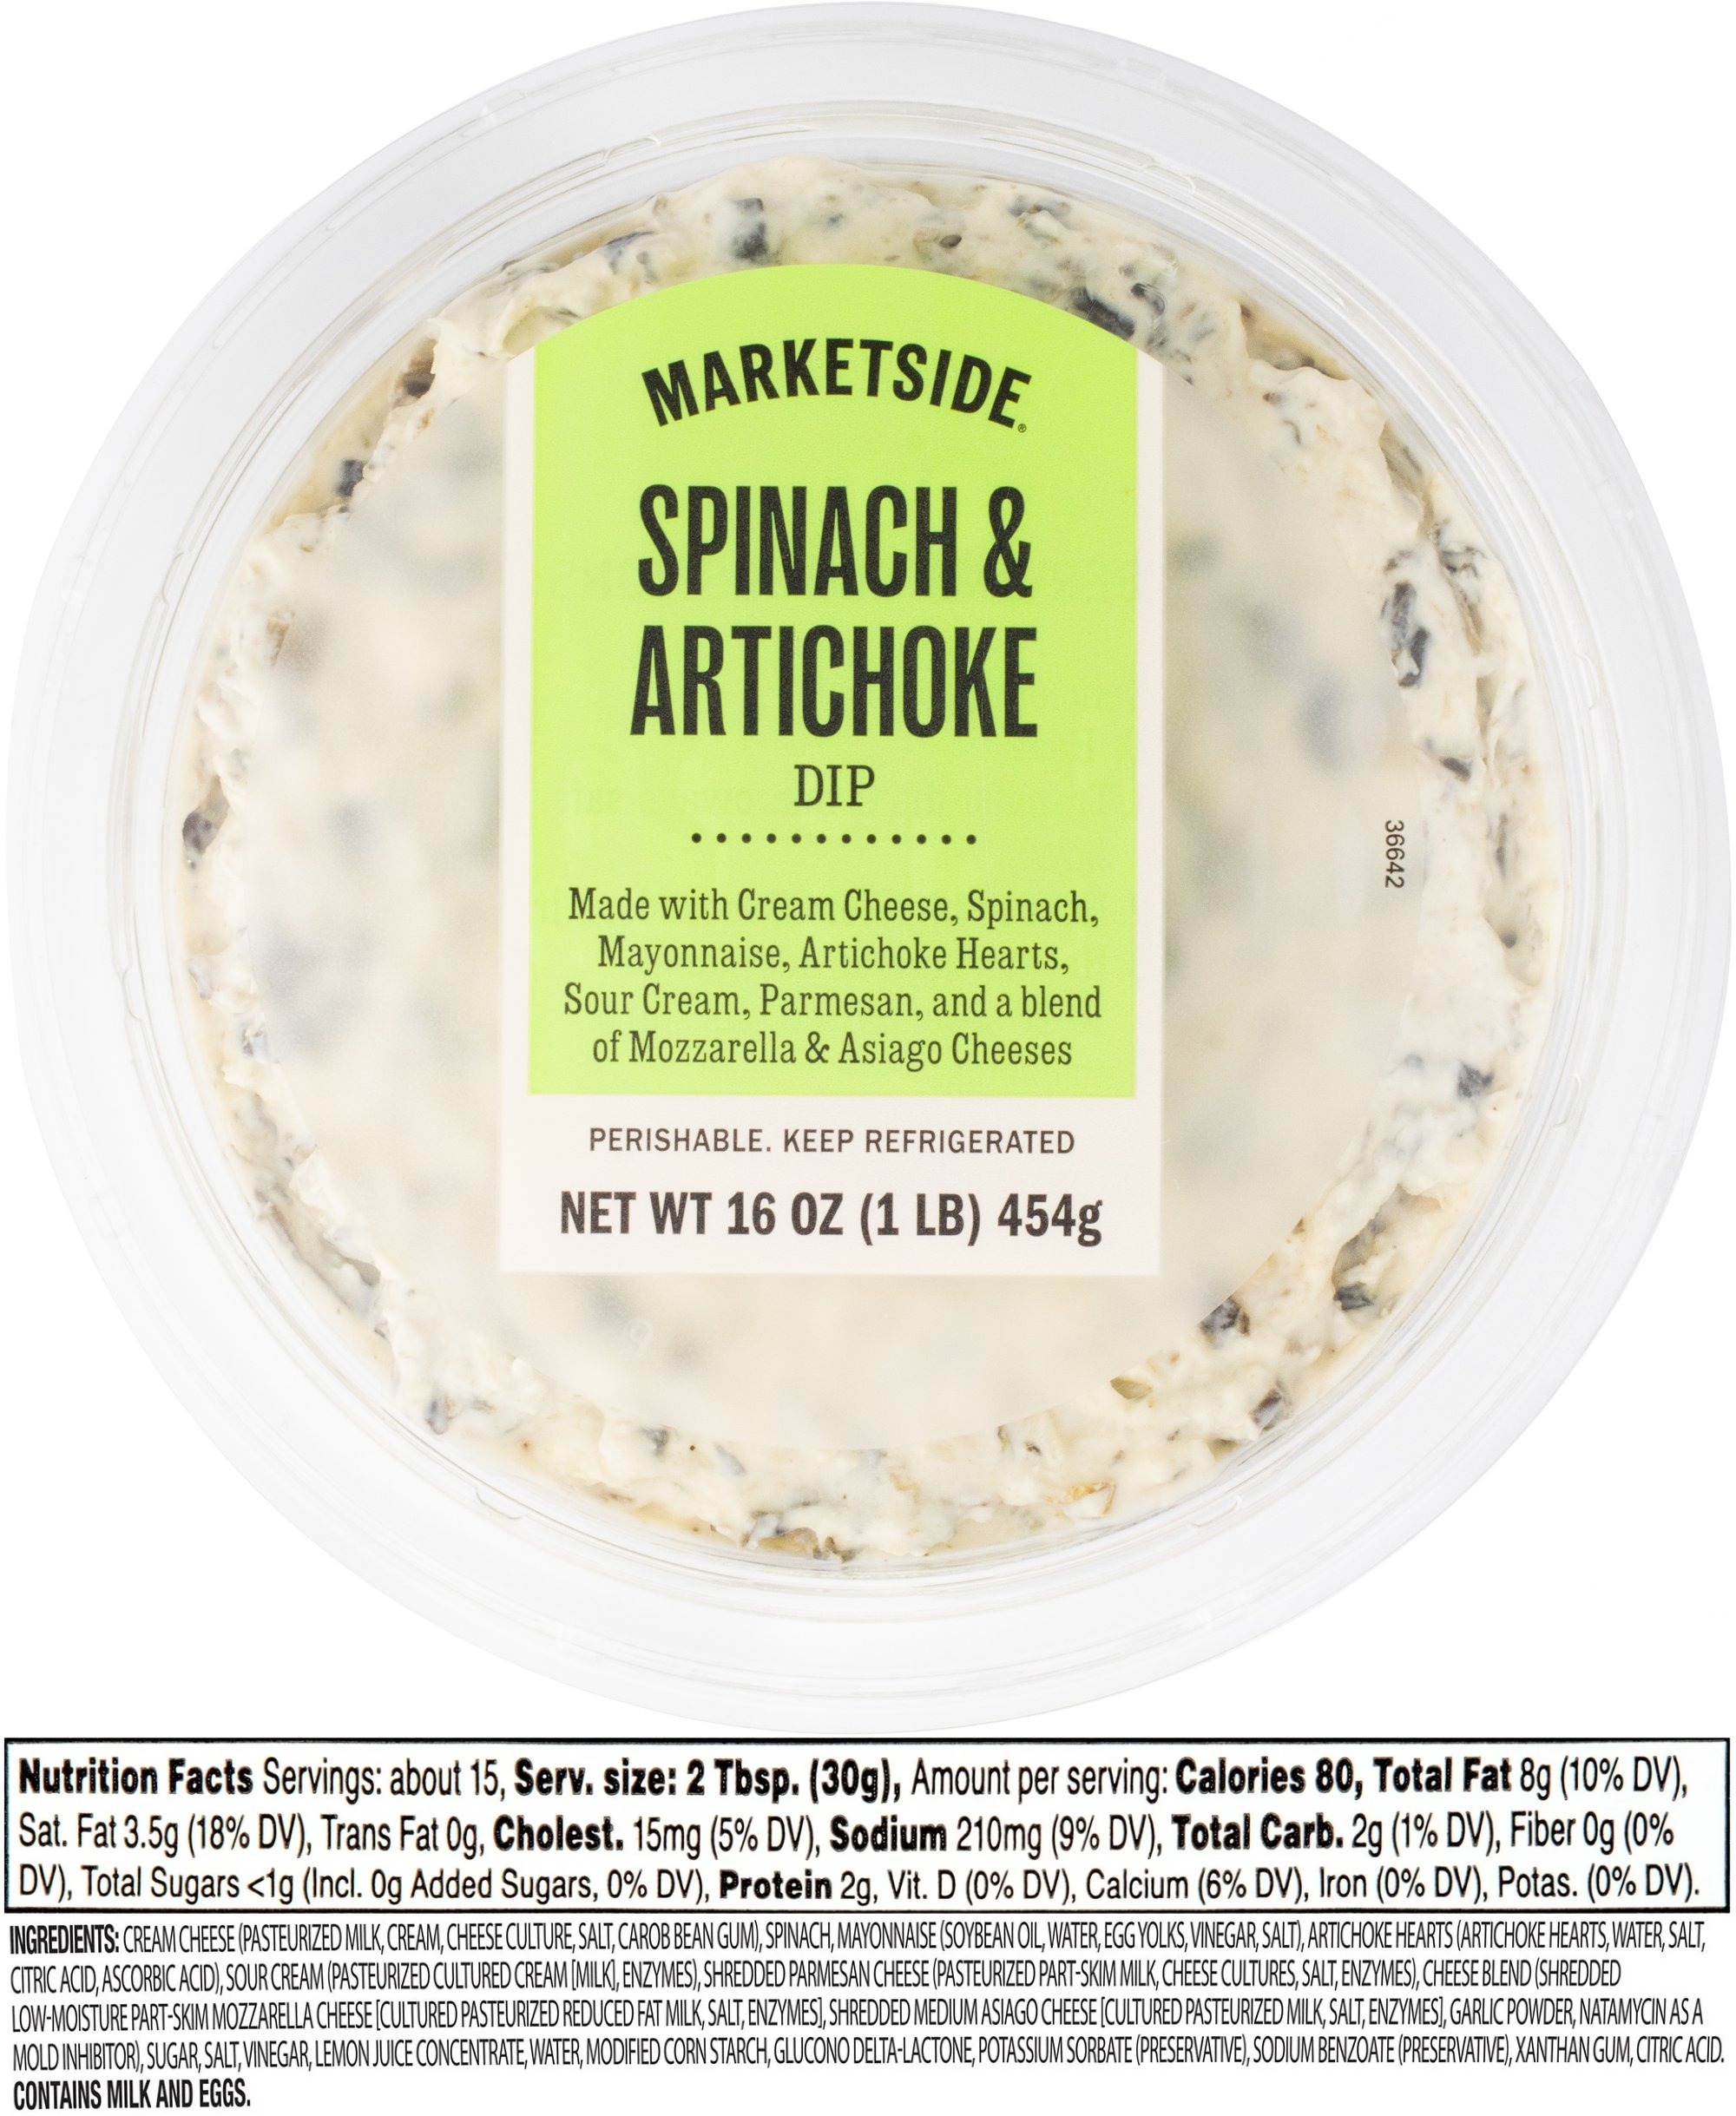 MARKETSIDE®
SPINACH &
ARTICHOKE
DIP
Made with Cream Cheese, Spinach,
Mayonnaise, Artichoke Hearts,
Sour Cream, Parmesan, and a blend
of Mozzarella & Asiago Cheeses
PERISHABLE. KEEP REFRIGERATED
NET WT 16 OZ (1 LB) 454g
36642
Nutrition Facts Servings: about 15, Serv. size: 2 Tbsp. (30g), Amount per serving: Calories 80, Total Fat 8g (10% DV),
Sat. Fat 3.5g (18% DV), Trans Fat 0g, Cholest. 15mg (5% DV), Sodium 210mg (9% DV), Total Carb. 2g (1% DV), Fiber 0g (0%
DV), Total Sugars <1g (Incl. 0g Added Sugars, 0% DV), Protein 2g, Vit. D (0% DV), Calcium (6% DV), Iron (0% DV), Potas. (0% DV).
INGREDIENTS: CREAM CHEESE (PASTEURIZED MILK, CREAM, CHEESE CULTURE, SALT, CAROB BEAN GUM), SPINACH, MAYONNAISE (SOYBEAN OIL, WATER, EGG YOLKS, VINEGAR, SALT), ARTICHOKE HEARTS (ARTICHOKE HEARTS, WATER, SALT,
CITRIC ACID, ASCORBIC ACID), SOUR CREAM (PASTEURIZED CULTURED CREAM [MILK], ENZYMES), SHREDDED PARMESAN CHEESE (PASTEURIZED PART-SKIM MILK, CHEESE CULTURES, SALT, ENZYMES), CHEESE BLEND (SHREDDED
LOW-MOISTURE PART-SKIM MOZZARELLA CHEESE [CULTURED PASTEURIZED REDUCED FAT MILK, SALT, ENZYMES], SHREDDED MEDIUM ASIAGO CHEESE [CULTURED PASTEURIZED MILK, SALT, ENZYMES], GARLIC POWDER, NATAMYCIN AS A
MOLD INHIBITOR), SUGAR, SALT, VINEGAR, LEMON JUICE CONCENTRATE, WATER, MODIFIED CORN STARCH, GLUCONO DELTA-LACTONE, POTASSIUM SORBATE (PRESERVATIVE), SODIUM BENZOATE (PRESERVATIVE), XANTHAN GUM, CITRIC ACID.
CONTAINS MILK AND EGGS.